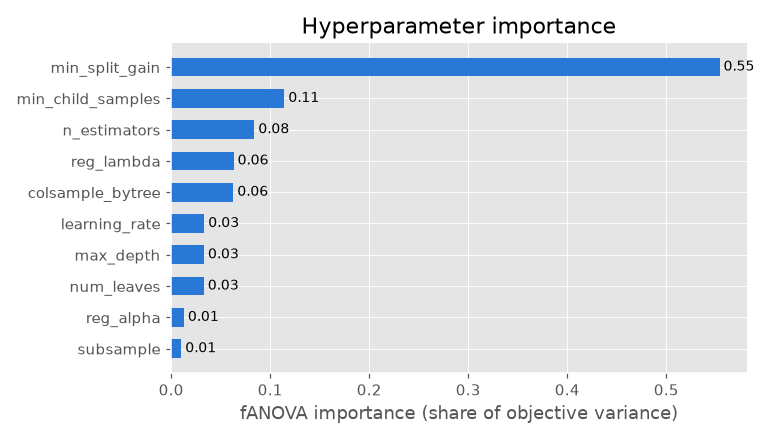 Hyperparameter importance
min_split_gain 0.55
min_child_samples 0.11
n_estimators 0.08
reg_lambda 0.06
colsample_bytree 0.06
learning_rate 0.03
max_depth 0.03
num_leaves 0.03
reg_alpha 0.01
subsample 0.01
0.0 0.1 0.2 0.3 0.4 0.5
fANOVA importance (share of objective variance)